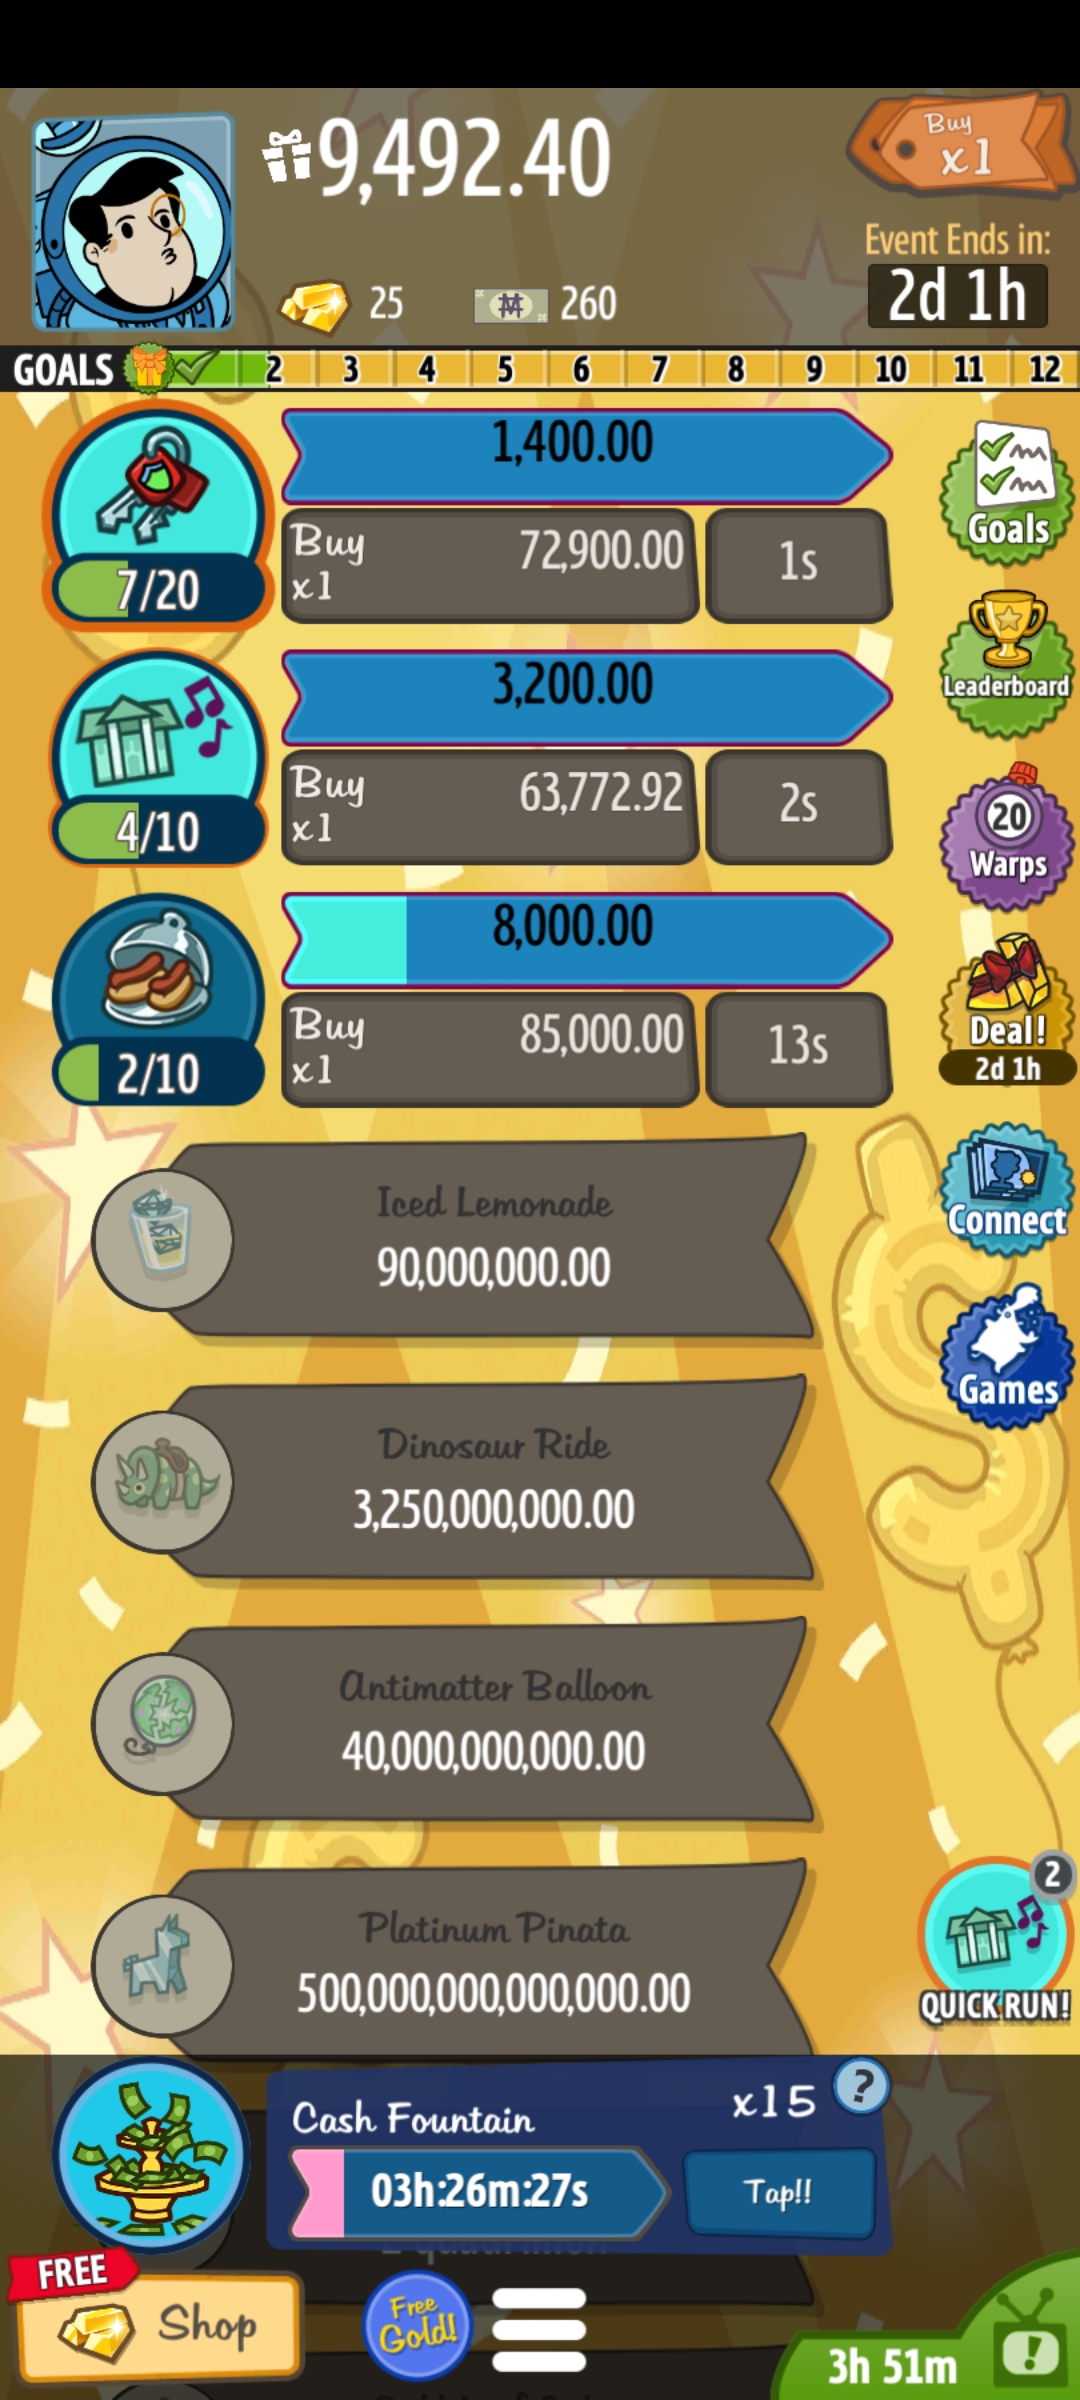 9,492.40
Buy
x1
Event Ends in:
2d 1h
25
260
GOALS 2 3 4 5 6 7 8 9 10 11 12
1,400.00
Buy
x1
72,900.00
1s
7/20
Goals
3,200.00
Buy
x1
63,772.92
2s
4/10
Leaderboard
20
Warps
8,000.00
Buy
x1
85,000.00
13s
2/10
Deal!
2d 1h
Iced Lemonade
90,000,000.00
Connect
Games
Dinosaur Ride
3,250,000,000.00
Antimatter Balloon
40,000,000,000.00
Platinum Pinata
500,000,000,000,000.00
2
QUICK RUN!
Cash Fountain
x15
?
03h:26m:27s
Tap!!
FREE
Shop
Free
Gold!
3h 51m